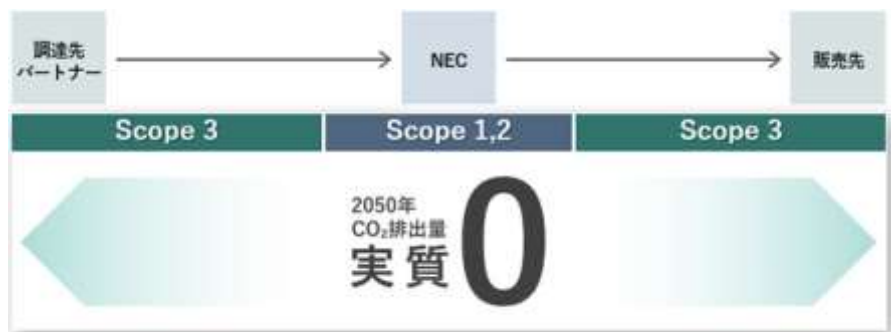 調達先
パートナー
NEC
販売先
Scope 3
Scope 1,2
Scope 3
2050年
CO₂排出量
実質
0